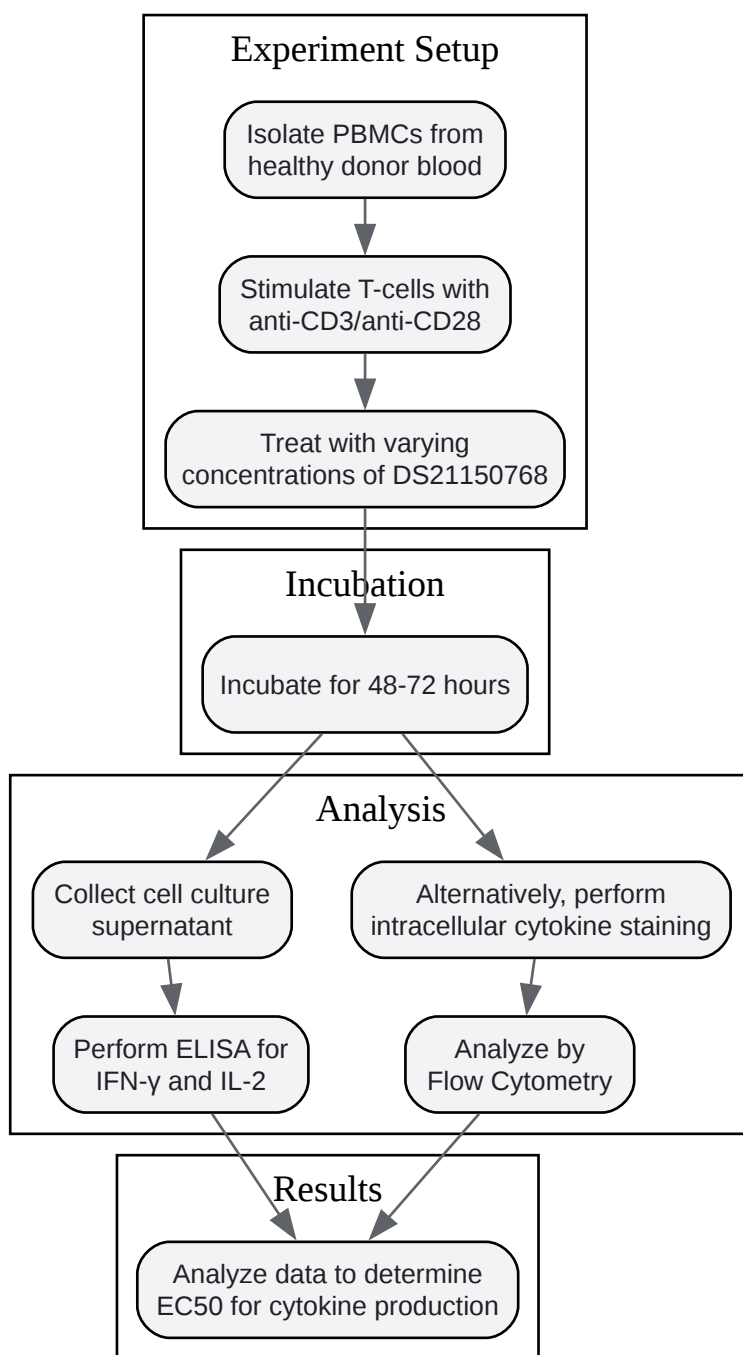 Experiment Setup
Isolate PBMCs from
healthy donor blood
Stimulate T-cells with
anti-CD3/anti-CD28
Treat with varying
concentrations of DS21150768
Incubation
Incubate for 48-72 hours
Analysis
Collect cell culture
supernatant
Alternatively, perform
intracellular cytokine staining
Perform ELISA for
IFN-γ and IL-2
Analyze by
Flow Cytometry
Results
Analyze data to determine
EC50 for cytokine production